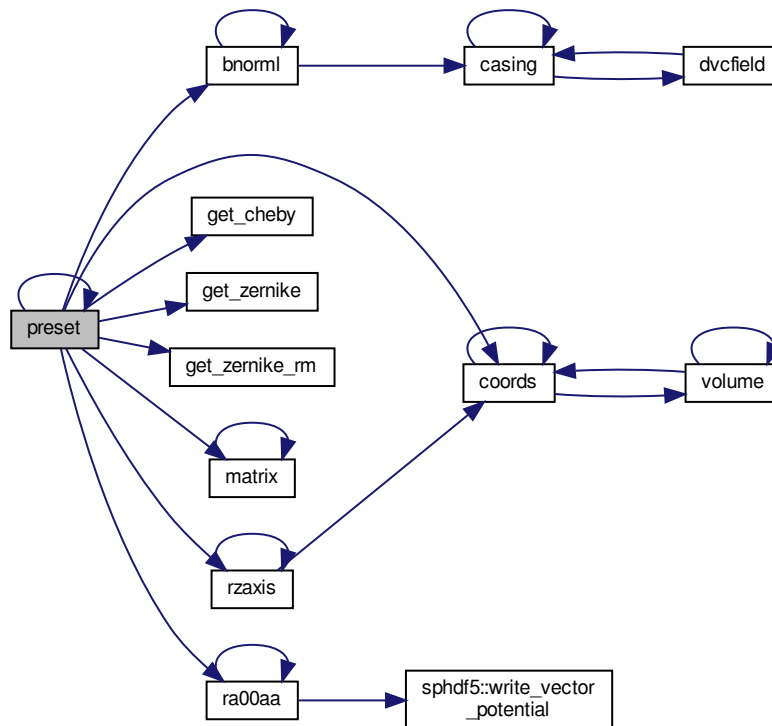 bnorml
casing
dvcfield
get_cheby
get_zernike
preset
get_zernike_rm
coords
volume
matrix
rzaxis
ra00aa
sphdf5::write_vector
_potential